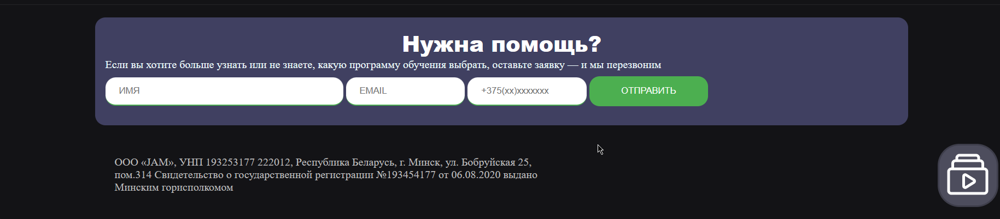 Нужна помощь?
Если вы хотите больше узнать или не знаете, какую программу обучения выбрать, оставьте заявку — и мы перезвоним
ИМЯ EMAIL +375(xx)xxxxxxx ОТПРАВИТЬ
ООО «JAM», УНП 193253177 222012, Республика Беларусь, г. Минск, ул. Бобруйская 25,
пом.314 Свидетельство о государственной регистрации №193454177 от 06.08.2020 выдано
Минским горисполкомом